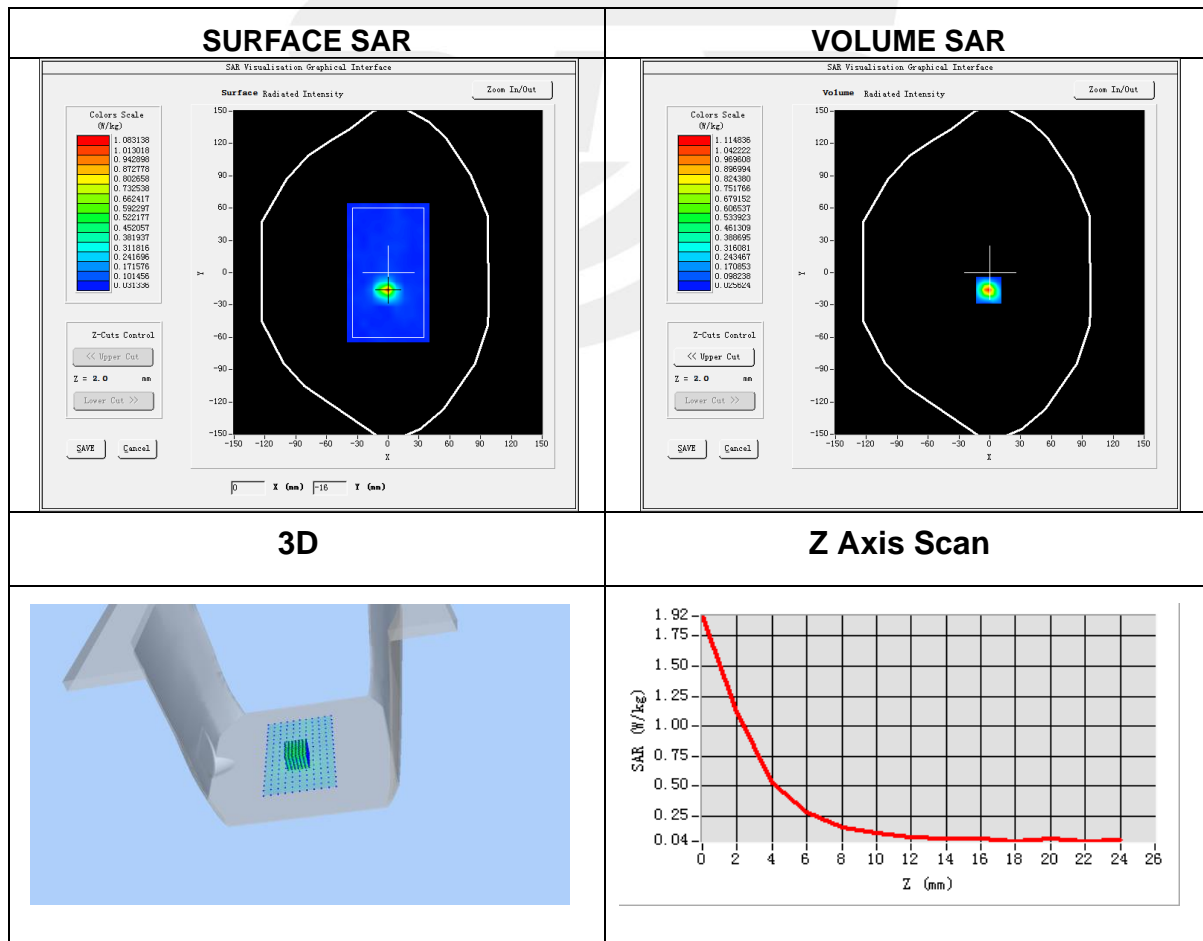 SURFACE SAR
SAR Visualisation Graphical Interface
Surface Radiated Intensity
Zoom In/Out
Colors Scale
(W/kg)
1.083138
1.013018
0.942898
0.872778
0.802658
0.732538
0.662417
0.592297
0.522177
0.452057
0.381937
0.311816
0.241696
0.171576
0.101456
0.031336
Z-Cuts Control
<< Upper Cut
Z = 2.0 mm
Lower Cut >>
SAVE Cancel
Y
150
120
90
60
30
0
-30
-60
-90
-120
-150
-150 -120 -90 -60 -30 0 30 60 90 120 150
X
0 X (mm) -16 Y (mm)
VOLUME SAR
SAR Visualisation Graphical Interface
Volume Radiated Intensity
Zoom In/Out
Colors Scale
(W/kg)
1.114836
1.042222
0.969608
0.896994
0.824380
0.751766
0.679152
0.606537
0.533923
0.461309
0.388695
0.316081
0.243467
0.170853
0.098238
0.025624
Z-Cuts Control
<< Upper Cut
Z = 2.0 mm
Lower Cut >>
SAVE Cancel
Y
150
120
90
60
30
0
-30
-60
-90
-120
-150
-150 -120 -90 -60 -30 0 30 60 90 120 150
X
3D
Z Axis Scan
SAR (W/kg)
1.92
1.75
1.50
1.25
1.00
0.75
0.50
0.25
0.04
0 2 4 6 8 10 12 14 16 18 20 22 24 26
Z (mm)